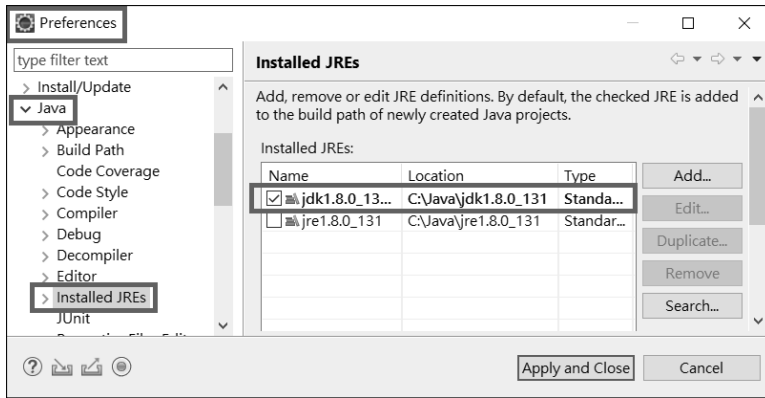 Preferences
type filter text
Install/Update
Java
Appearance
Build Path
Code Coverage
Code Style
Compiler
Debug
Decompiler
Editor
Installed JREs
JUnit
Installed JREs
Add, remove or edit JRE definitions. By default, the checked JRE is added
to the build path of newly created Java projects.
Installed JREs:
Name Location Type
jdk1.8.0_13... C:\Java\jdk1.8.0_131 Standa...
jre1.8.0_131 C:\Java\jre1.8.0_131 Standar...
Add...
Edit...
Duplicate...
Remove
Search...
Apply and Close Cancel